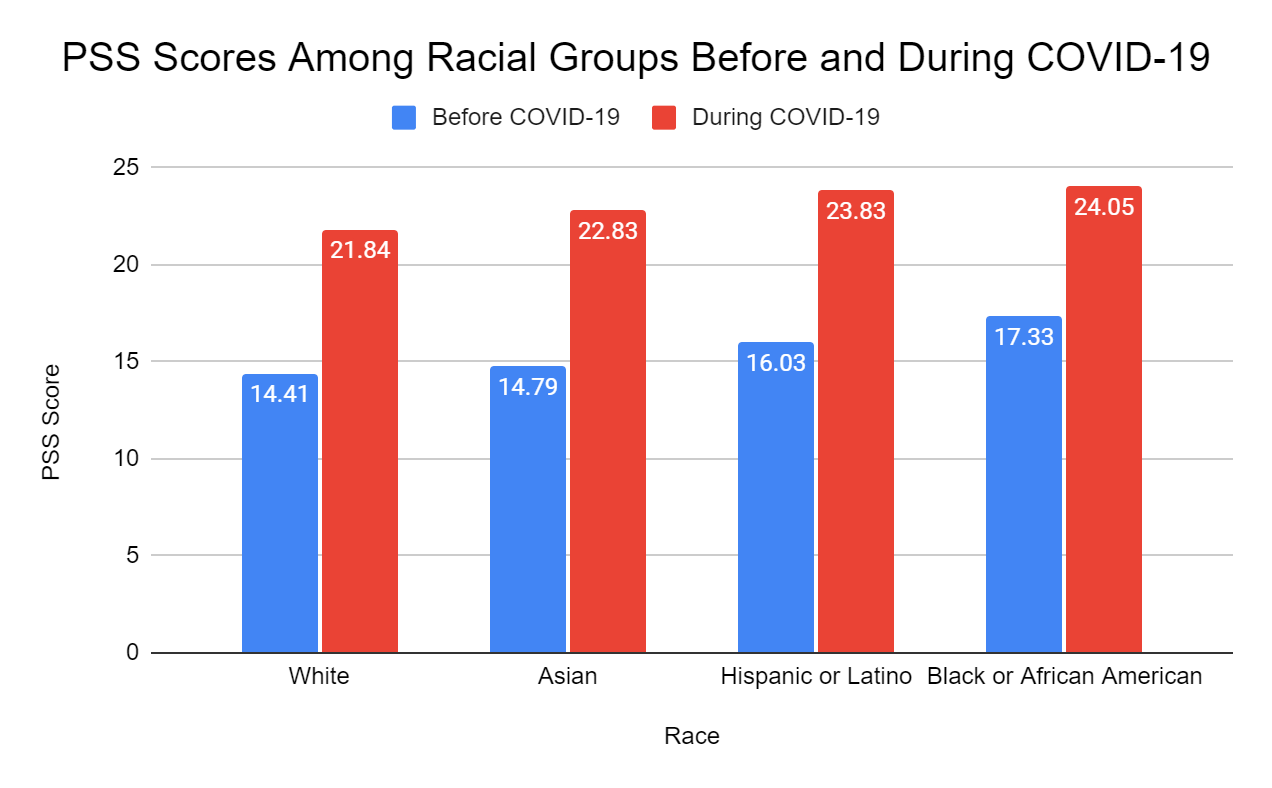 PSS Scores Among Racial Groups Before and During COVID-19
Before COVID-19 During COVID-19
25
20
15
10
5
0
PSS Score
14.41 21.84 14.79 22.83 16.03 23.83 17.33 24.05
White Asian Hispanic or Latino Black or African American
Race